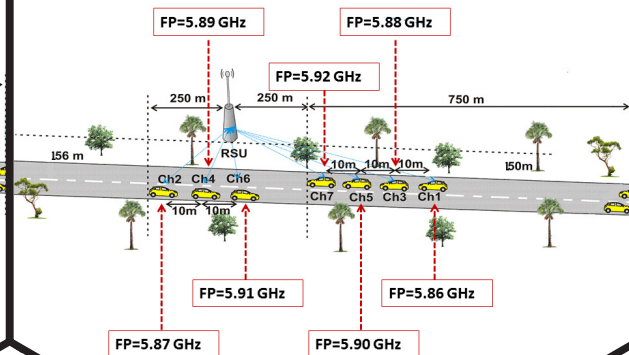 FP=5.89 GHz
FP=5.88 GHz
FP=5.92 GHz
250 m
250 m
750 m
RSU
156 m
10m
10m
10m
150m
Ch2
Ch4
Ch6
Ch7
Ch5
Ch3
Ch1
10m
10m
FP=5.91 GHz
FP=5.86 GHz
FP=5.87 GHz
FP=5.90 GHz